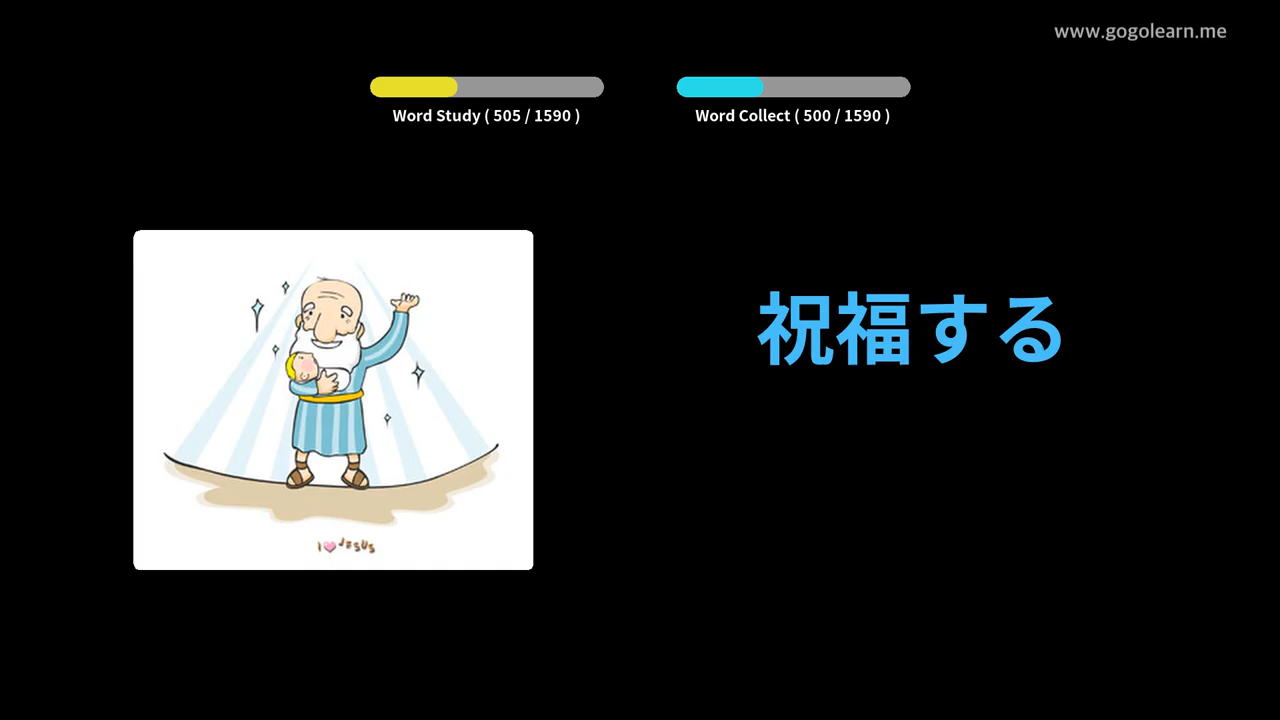 www.gogolearn.me
Word Study ( 505 / 1590 )
Word Collect ( 500 / 1590 )
祝福する
I ♥ JESUS